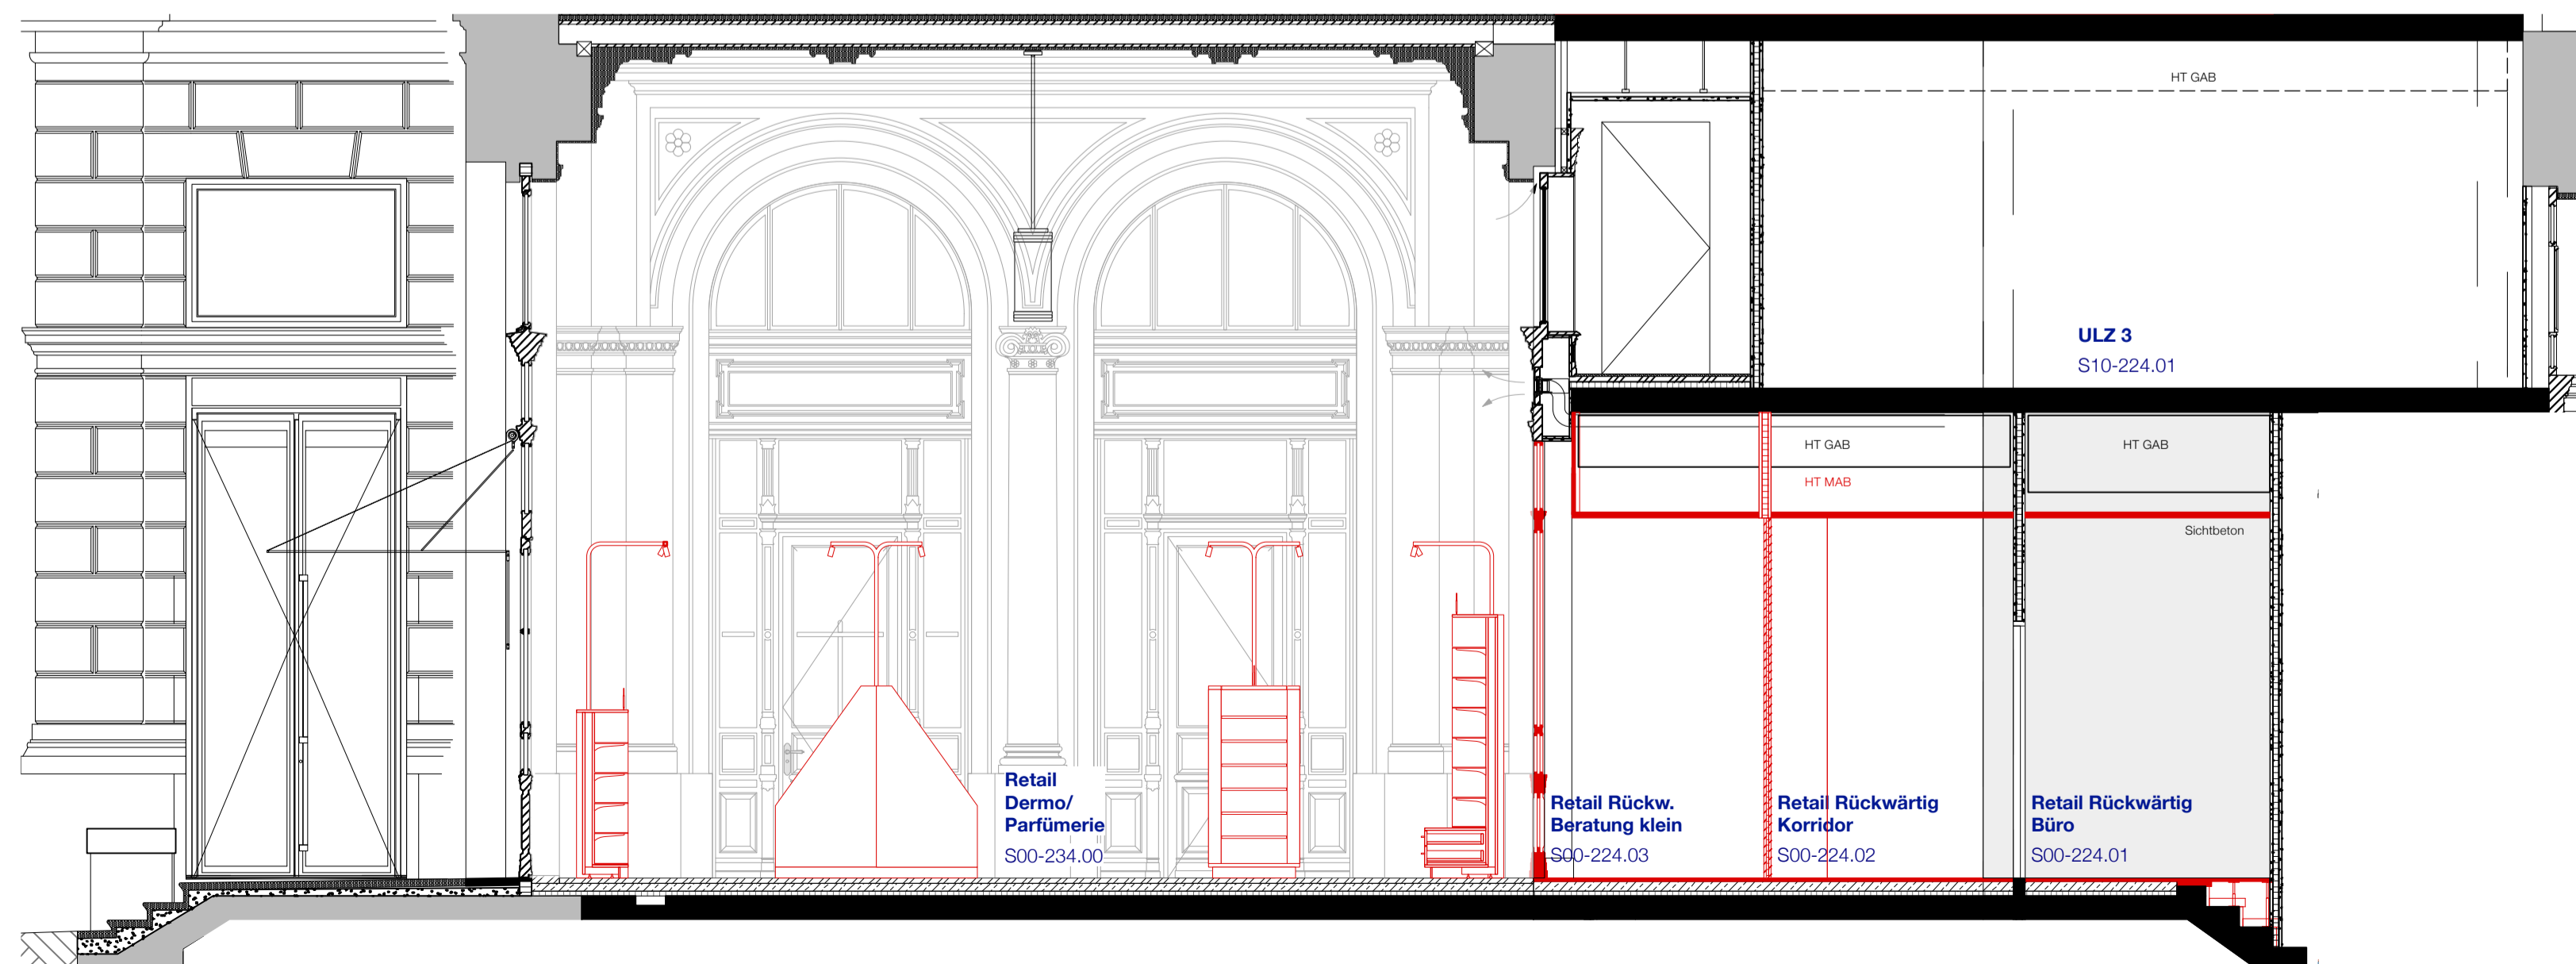 HT GAB
ULZ 3
S10-224.01
HT GAB
HT GAB
HT MAB
Sichtbeton
Retail
Dermo/
Parfümerie
S00-234.00
Retail Rückw.
Beratung klein
S00-224.03
Retail Rückwärtig
Korridor
S00-224.02
Retail Rückwärtig
Büro
S00-224.01